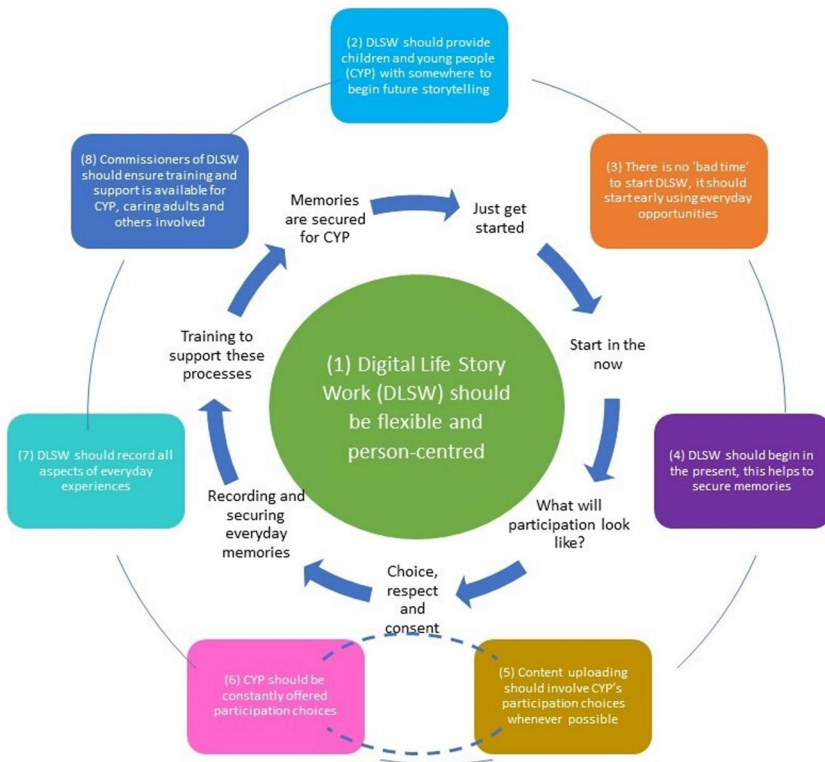 (2) DLSW should provide
children and young people
(CYP) with somewhere to
begin future storytelling
(8) Commissioners of DLSW
should ensure training and
support is available for
CYP, caring adults and
others involved
(3) There is no 'bad time’
to start DLSW, it should
start early using everyday
opportunities
Memories
are secured
for CYP
Just get
started
Training to
support these
processes
Start in the
now
(1) Digital Life Story
Work (DLSW) should
be flexible and
person-centred
(7) DLSW should record all
aspects of everyday
experiences
(4) DLSW should begin in
the present, this helps to
secure memories
Recording and
securing
everyday
memories
What will
participation look
like?
Choice,
respect
and
consent
(6) CYP should be
constantly offered
participation choices
(5) Content uploading
should involve CYP’s
participation choices
whenever possible